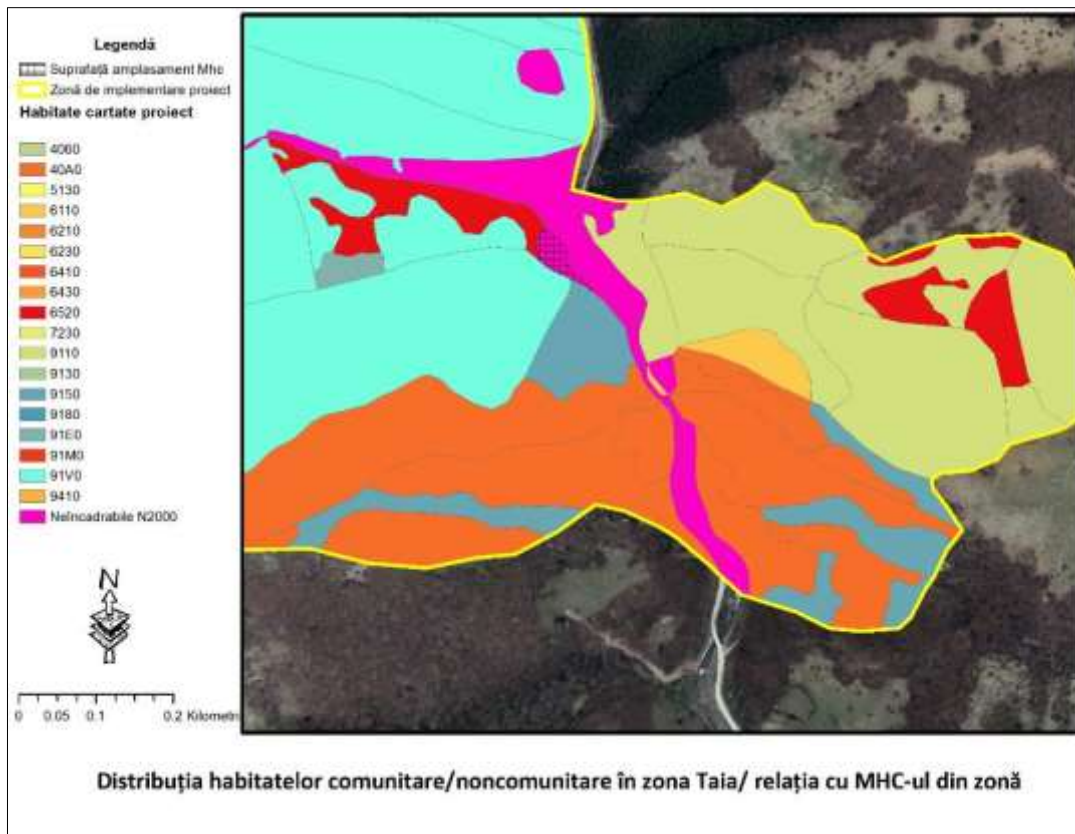 Legendă
Suprafață amplasament Mhc
Zonă de implementare proiect
Habitate cartate proiect
4060
40A0
5130
6110
6210
6230
6410
6430
6520
7230
9110
9130
9150
9180
91E0
91M0
91V0
9410
Neîncadrabile N2000
N
0 0.05 0.1 0.2 Kilometri
Distribuția habitatelor comunitare/noncomunitare în zona Taia/ relația cu MHC-ul din zonă